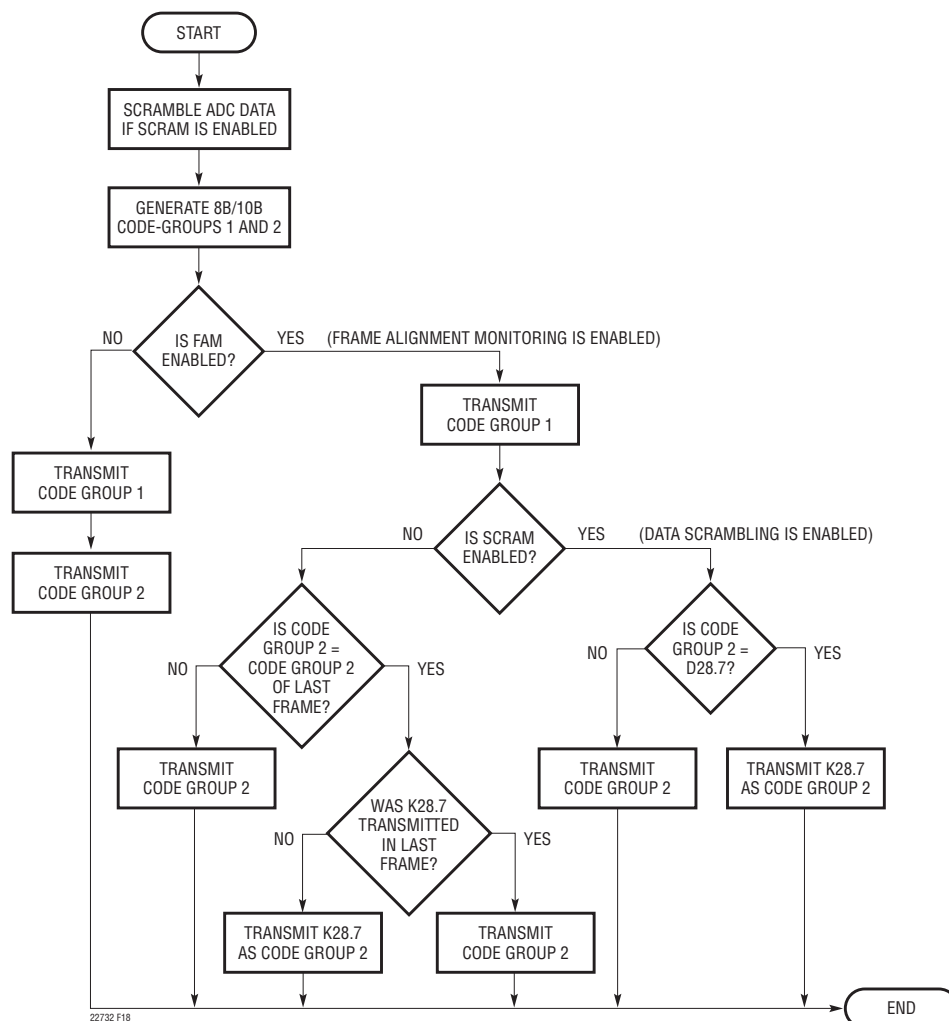 START
SCRAMBLE ADC DATA
IF SCRAM IS ENABLED
GENERATE 8B/10B
CODE-GROUPS 1 AND 2
IS FAM
ENABLED?
NO
YES
(FRAME ALIGNMENT MONITORING IS ENABLED)
TRANSMIT
CODE GROUP 1
TRANSMIT
CODE GROUP 2
TRANSMIT
CODE GROUP 1
IS SCRAM
ENABLED?
NO
YES
(DATA SCRAMBLING IS ENABLED)
IS CODE
GROUP 2 =
CODE GROUP 2
OF LAST
FRAME?
NO
YES
TRANSMIT
CODE GROUP 2
WAS K28.7
TRANSMITTED
IN LAST
FRAME?
NO
YES
TRANSMIT K28.7
AS CODE GROUP 2
TRANSMIT
CODE GROUP 2
IS CODE
GROUP 2 =
D28.7?
NO
YES
TRANSMIT
CODE GROUP 2
TRANSMIT K28.7
AS CODE GROUP 2
END
22732 F18